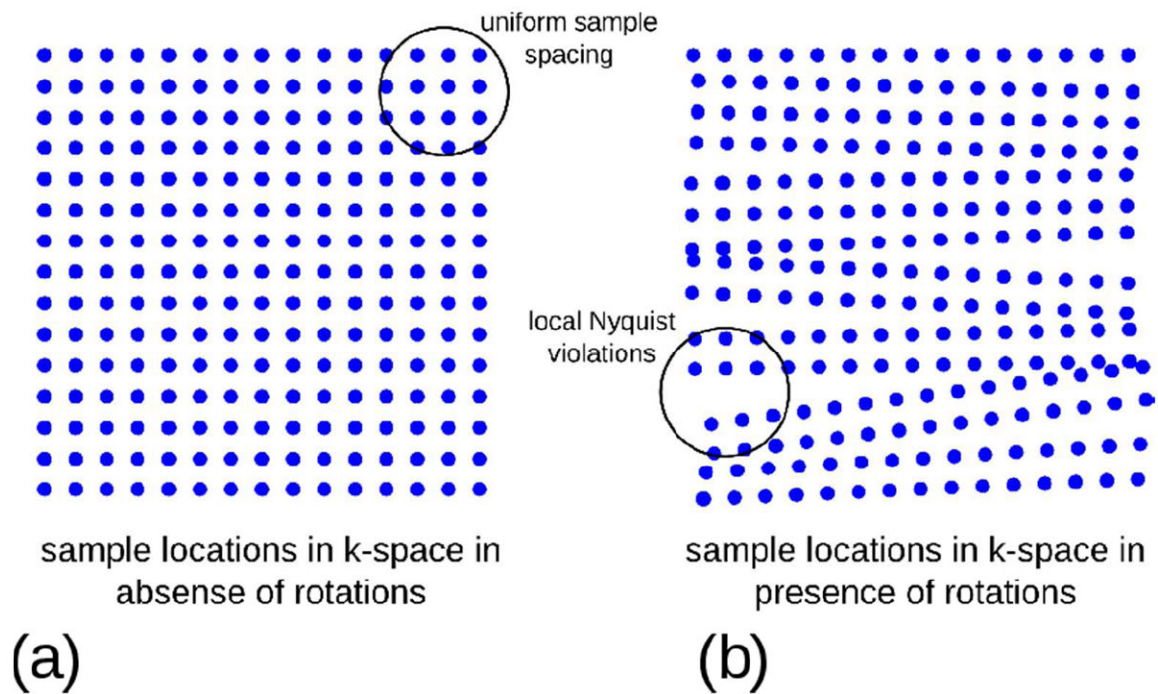 uniform sample
spacing
local Nyquist
violations
sample locations in k-space in
absense of rotations
sample locations in k-space in
presence of rotations
(a)
(b)